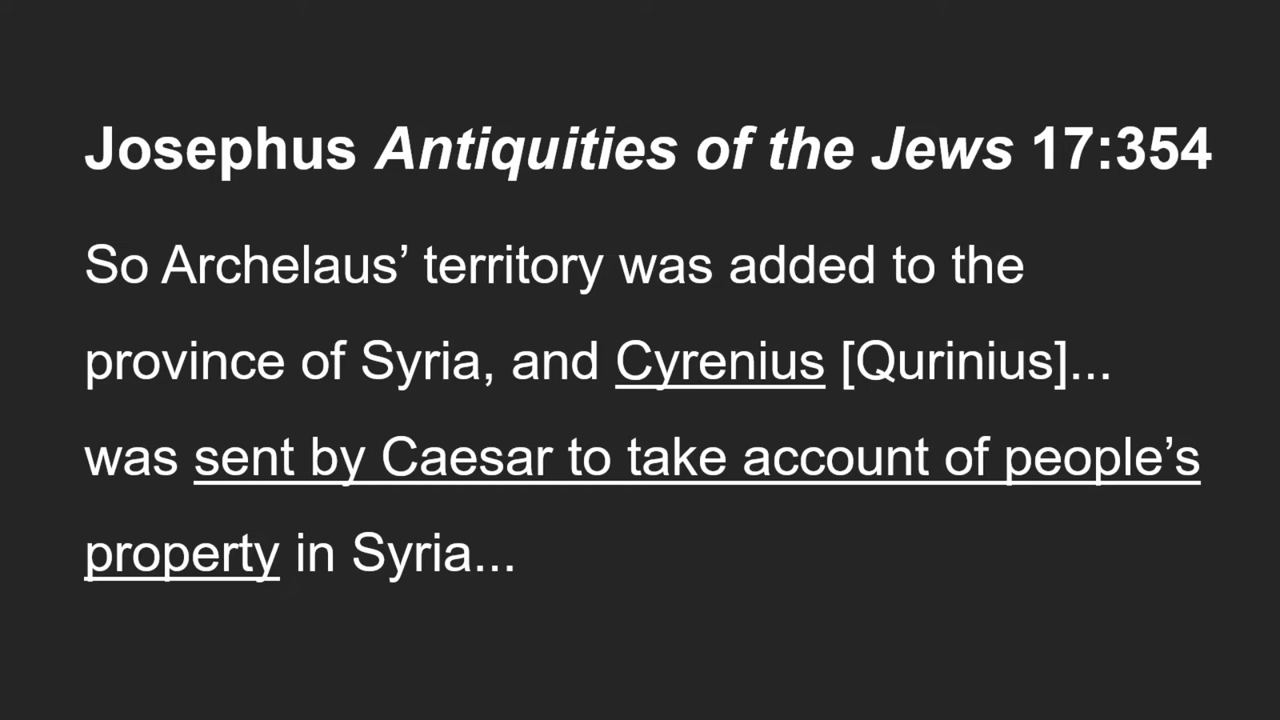 Josephus Antiquities of the Jews 17:354
So Archelaus’ territory was added to the
province of Syria, and Cyrenius [Qurinius]...
was sent by Caesar to take account of people’s
property in Syria...